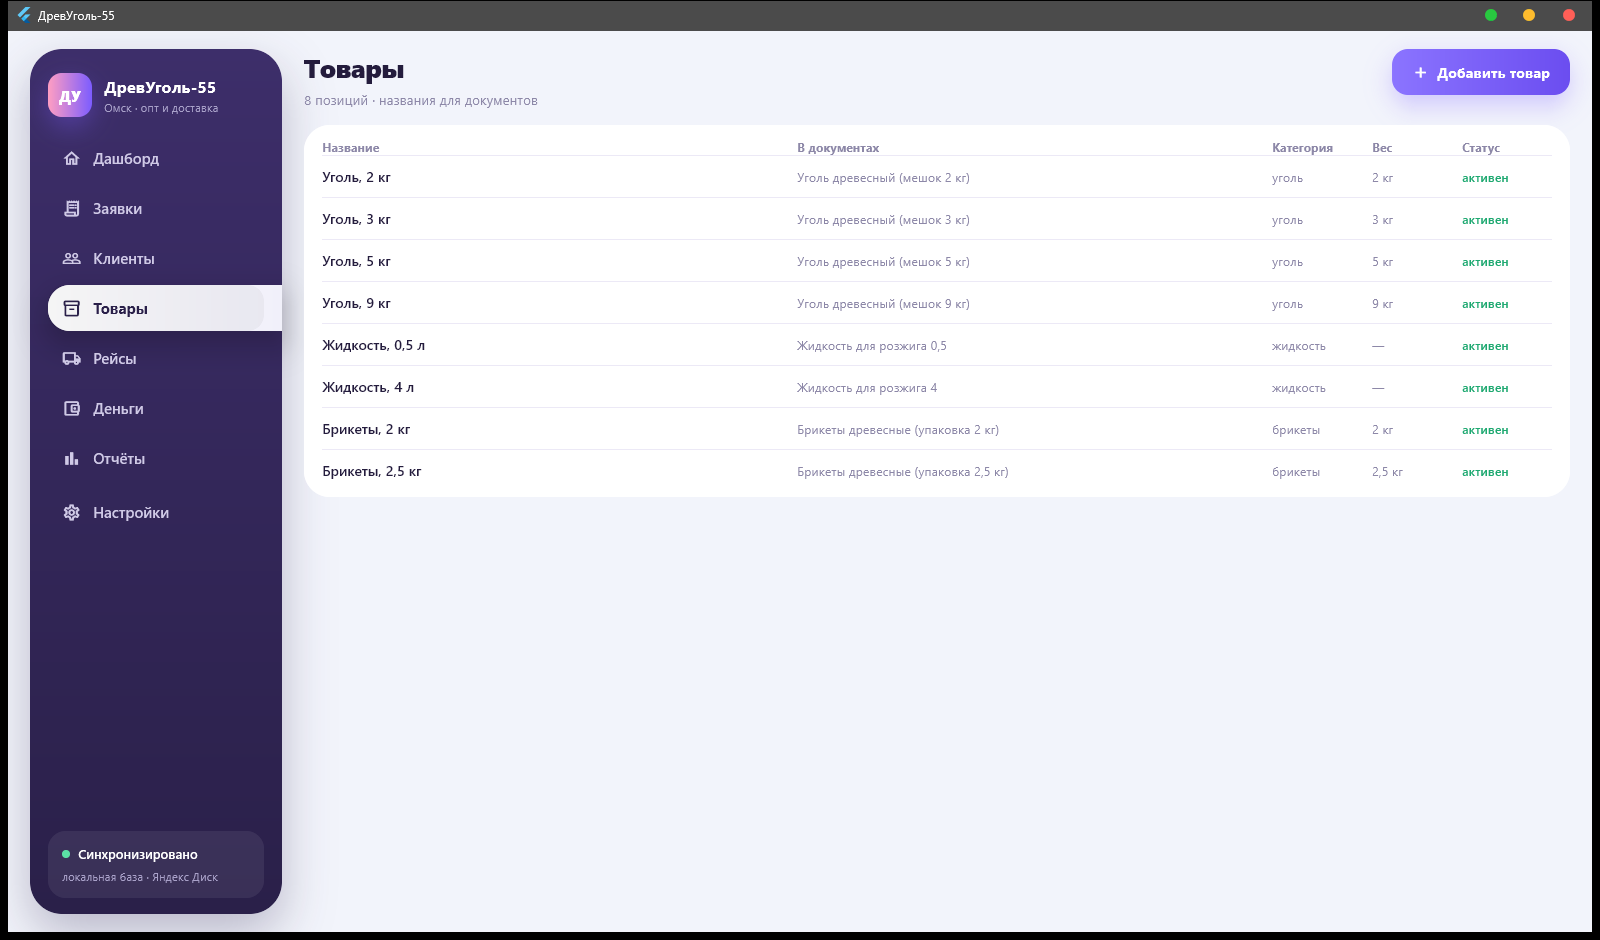 ДревУголь-55
ДУ
ДревУголь-55
Омск · опт и доставка
Дашборд
Заявки
Клиенты
Товары
Рейсы
Деньги
Отчёты
Настройки
Синхронизировано
локальная база · Яндекс Диск
Товары
8 позиций · названия для документов
+ Добавить товар
Название В документах Категория Вес Статус
Уголь, 2 кг Уголь древесный (мешок 2 кг) уголь 2 кг активен
Уголь, 3 кг Уголь древесный (мешок 3 кг) уголь 3 кг активен
Уголь, 5 кг Уголь древесный (мешок 5 кг) уголь 5 кг активен
Уголь, 9 кг Уголь древесный (мешок 9 кг) уголь 9 кг активен
Жидкость, 0,5 л Жидкость для розжига 0,5 жидкость — активен
Жидкость, 4 л Жидкость для розжига 4 жидкость — активен
Брикеты, 2 кг Брикеты древесные (упаковка 2 кг) брикеты 2 кг активен
Брикеты, 2,5 кг Брикеты древесные (упаковка 2,5 кг) брикеты 2,5 кг активен